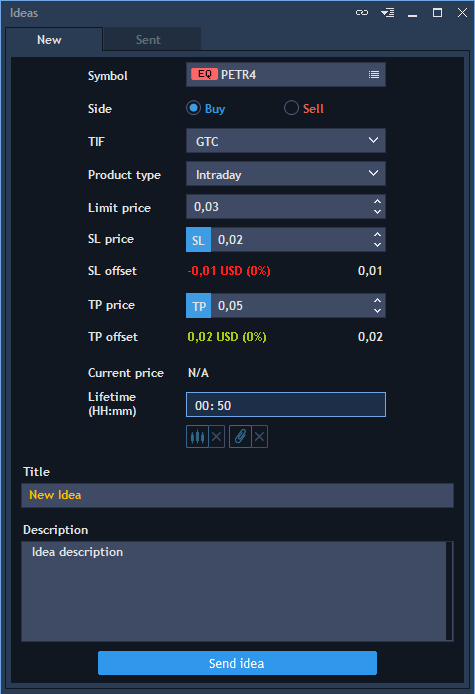 Ideas
New Sent
Symbol EQ PETR4
Side Buy Sell
TIF GTC
Product type Intraday
Limit price 0,03
SL price SL 0,02
SL offset -0,01 USD (0%) 0,01
TP price TP 0,05
TP offset 0,02 USD (0%) 0,02
Current price N/A
Lifetime
(HH:mm) 00:50
Title
New Idea
Description
Idea description
Send idea